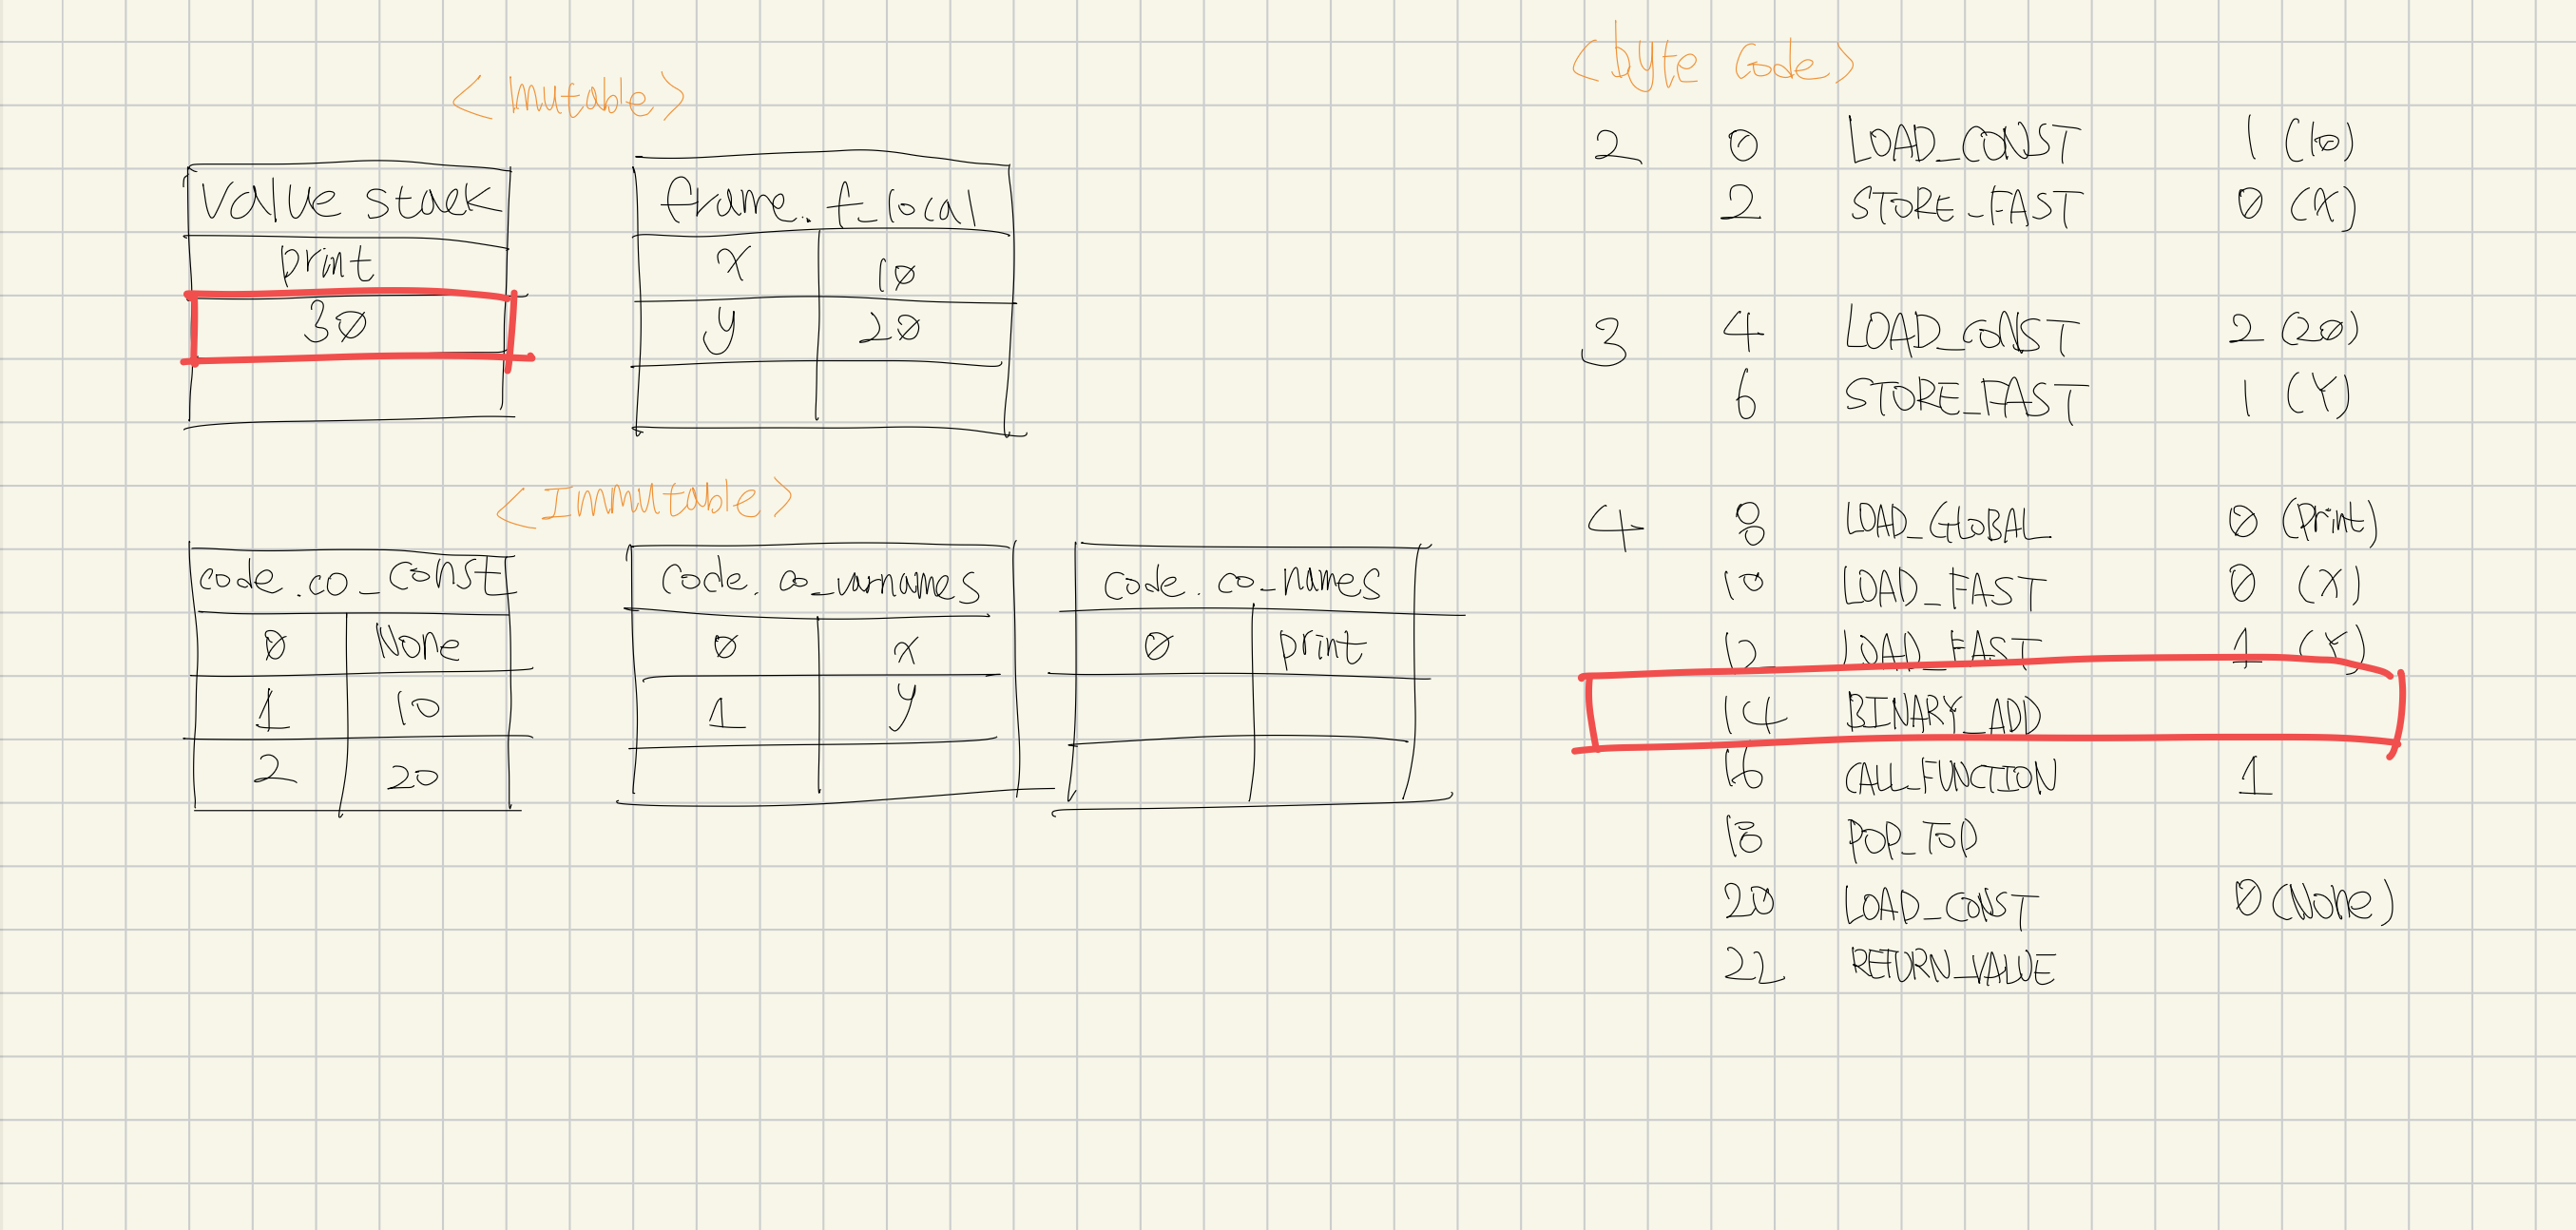 <Mutable>
Value stack
print
30
frame. f_local
x 10
y 20
<Immutable>
code.co_const
0 None
1 10
2 20
code. co_varnames
0 x
1 y
code. co_names
0 print
<byte Code>
2 0 LOAD_CONST 1 (10)
2 STORE_FAST 0 (X)
3 4 LOAD_CONST 2 (20)
6 STORE_FAST 1 (Y)
4 8 LOAD_GLOBAL 0 (Print)
10 LOAD_FAST 0 (X)
12 LOAD_FAST 1 (Y)
14 BINARY_ADD
16 CALL_FUNCTION 1
18 POP_TOP
20 LOAD_CONST 0 (None)
22 RETURN_VALUE